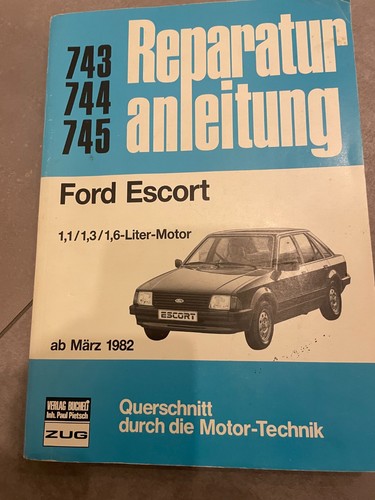 743
744
745
Reparatur
anleitung
Ford Escort
1,1/1,3/1,6-Liter-Motor
Ford
ESCORT
ab März 1982
VERLAG BUCHELI
Inh. Paul Pietsch
ZUG
Querschnitt
durch die Motor-Technik